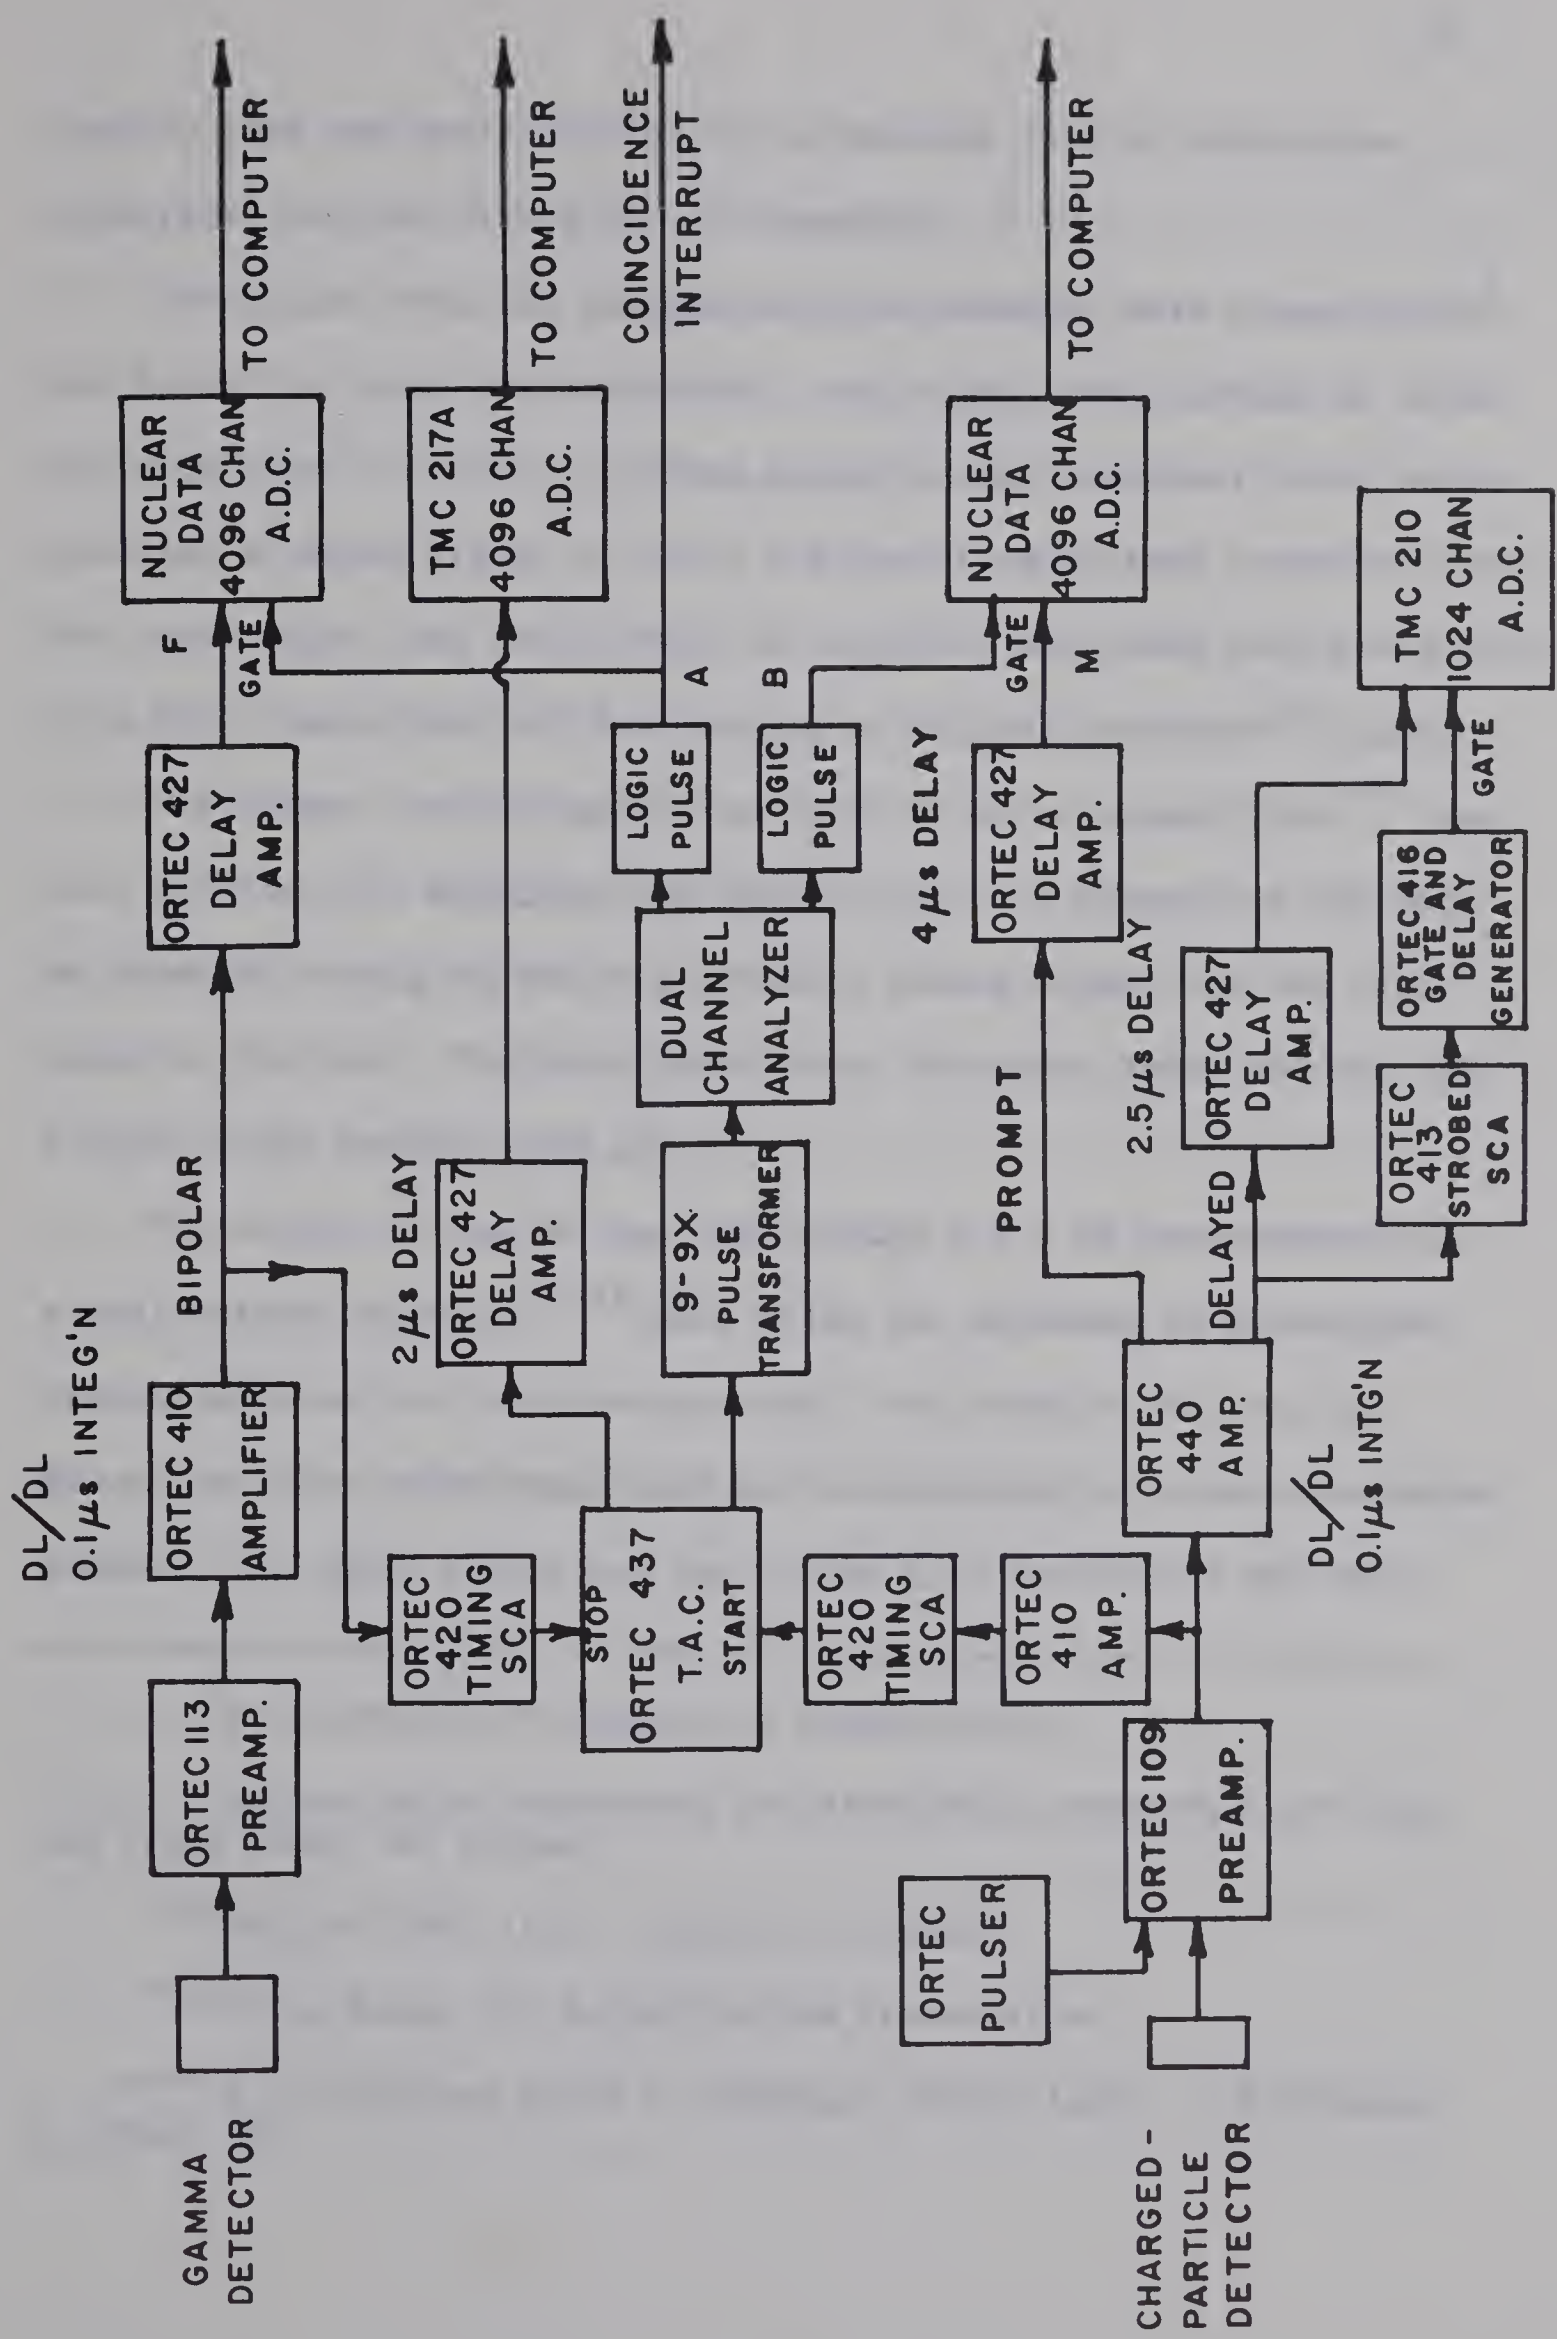 DL/DL
0.1μs INTEG'N
GAMMA
DETECTOR
ORTEC 113
PREAMP.
ORTEC 410
AMPLIFIER
BIPOLAR
ORTEC 427
DELAY
AMP.
F
GATE
NUCLEAR
DATA
4096 CHAN
A.D.C.
TO COMPUTER
ORTEC
420
TIMING
SCA
2μs DELAY
ORTEC 427
DELAY
AMP.
TMC 217A
4096 CHAN
A.D.C.
TO COMPUTER
STOP
ORTEC 437
T.A.C.
START
9-9X
PULSE
TRANSFORMER
DUAL
CHANNEL
ANALYZER
LOGIC
PULSE
A
COINCIDENCE
INTERRUPT
LOGIC
PULSE
B
ORTEC
420
TIMING
SCA
ORTEC
410
AMP.
ORTEC
PULSER
CHARGED-
PARTICLE
DETECTOR
ORTEC 109
PREAMP.
ORTEC
440
AMP.
DL/DL
0.1μs INTG'N
PROMPT
4μs DELAY
ORTEC 427
DELAY
AMP.
GATE
M
NUCLEAR
DATA
4096 CHAN
A.D.C.
TO COMPUTER
DELAYED
2.5μs DELAY
ORTEC 427
DELAY
AMP.
ORTEC
413
STROBED
SCA
ORTEC 416
GATE AND
DELAY
GENERATOR
GATE
TMC 210
1024 CHAN
A.D.C.